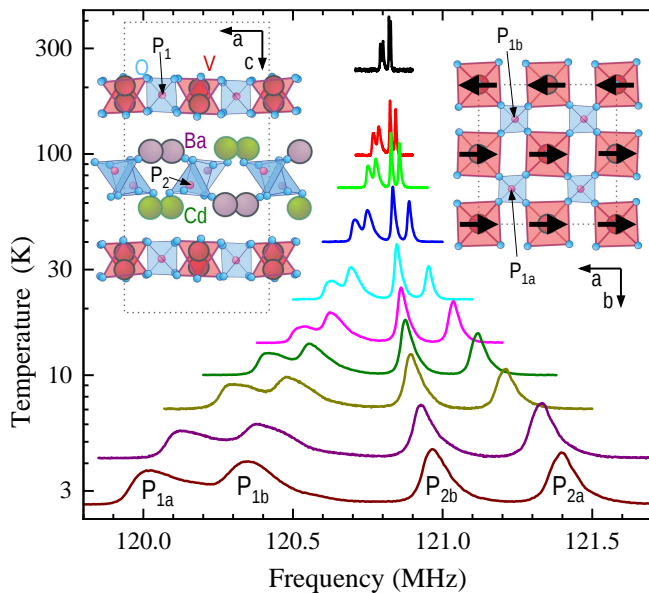 300
100
30
10
3
Temperature (K)
120.0
120.5
121.0
121.5
Frequency (MHz)
a
c
P1
O
V
Ba
P2
Cd
P1b
P1a
a
b
P1a
P1b
P2b
P2a